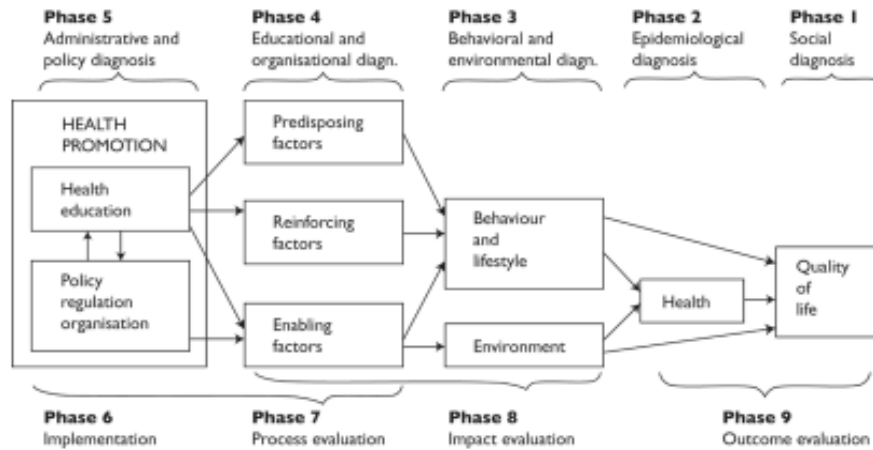 Phase 5
Administrative and
policy diagnosis
Phase 4
Educational and
organisational diagn.
Phase 3
Behavioral and
environmental diagn.
Phase 2
Epidemiological
diagnosis
Phase 1
Social
diagnosis
HEALTH
PROMOTION
Health
education
Policy
regulation
organisation
Predisposing
factors
Reinforcing
factors
Enabling
factors
Behaviour
and
lifestyle
Environment
Health
Quality
of
life
Phase 6
Implementation
Phase 7
Process evaluation
Phase 8
Impact evaluation
Phase 9
Outcome evaluation